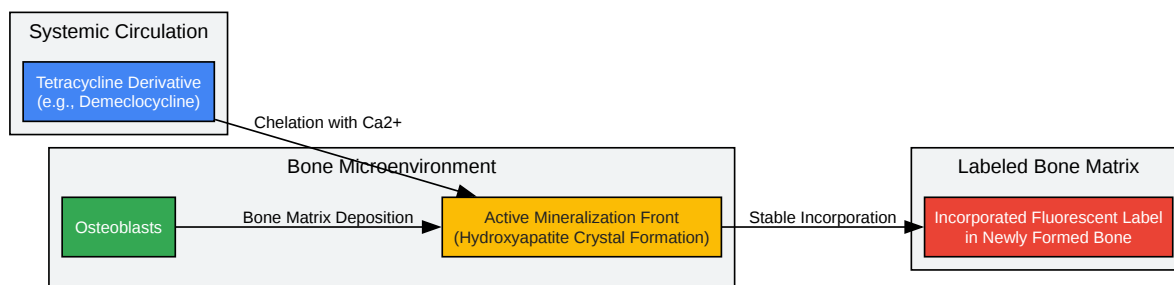 Systemic Circulation
Tetracycline Derivative
(e.g., Demeclocycline)
Chelation with Ca2+
Bone Microenvironment
Osteoblasts
Bone Matrix Deposition
Active Mineralization Front
(Hydroxyapatite Crystal Formation)
Stable Incorporation
Labeled Bone Matrix
Incorporated Fluorescent Label
in Newly Formed Bone